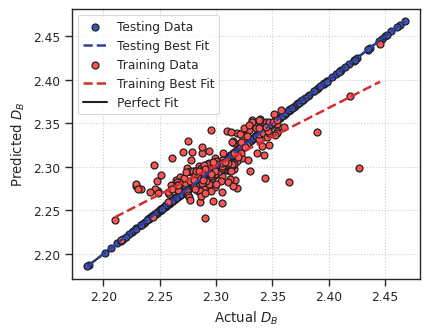 Testing Data
Testing Best Fit
Training Data
Training Best Fit
Perfect Fit
Predicted D_B
2.45
2.40
2.35
2.30
2.25
2.20
2.20 2.25 2.30 2.35 2.40 2.45
Actual D_B